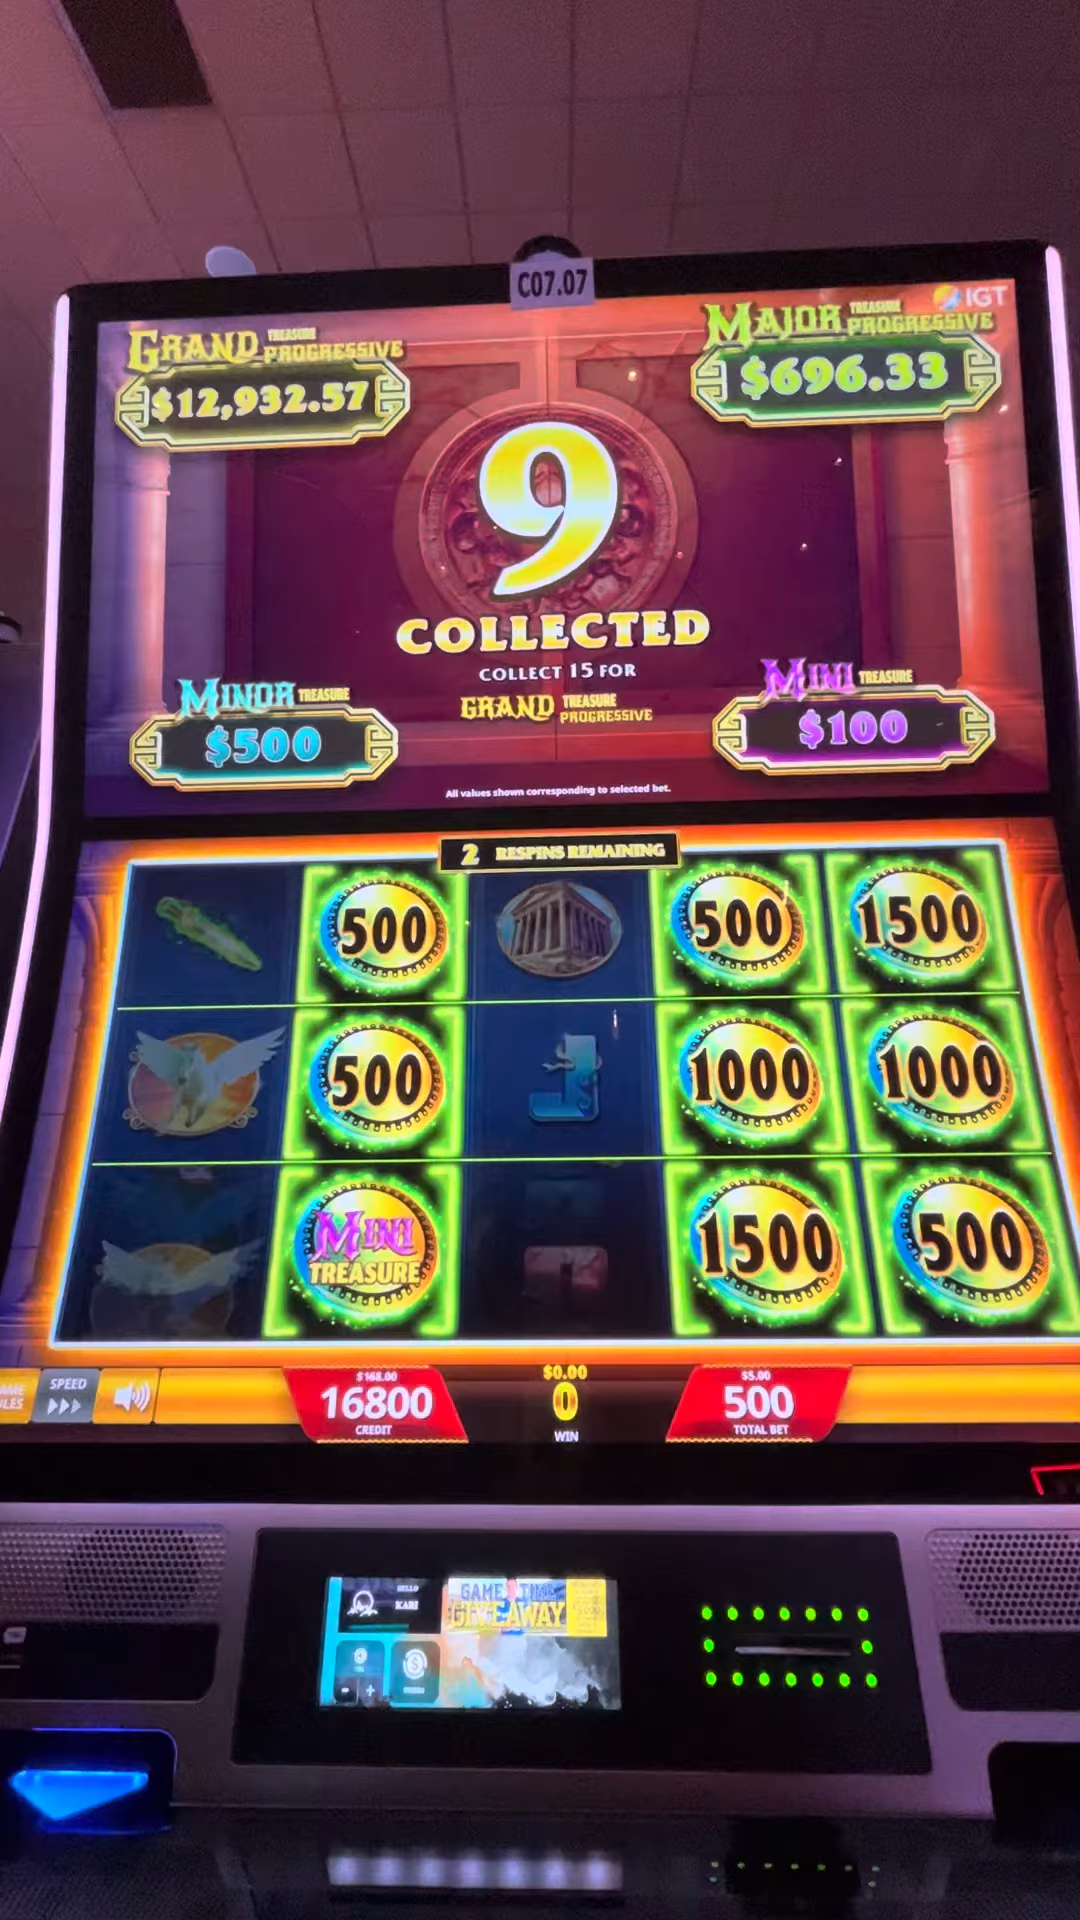 C07.07
IGT
GRAND TREASURE PROGRESSIVE
$12,932.57
MAJOR TREASURE PROGRESSIVE
$696.33
9
COLLECTED
COLLECT 15 FOR
GRAND TREASURE PROGRESSIVE
MINOR TREASURE
$500
MINI TREASURE
$100
All values shown corresponding to selected bet.
2 RESPINS REMAINING
500 500 1500
500 J 1000 1000
MINI TREASURE 1500 500
SPEED
$168.00
16800
CREDIT
$0.00
0
WIN
$5.00
500
TOTAL BET
HELLO
KARI
GAME TIME
GIVEAWAY